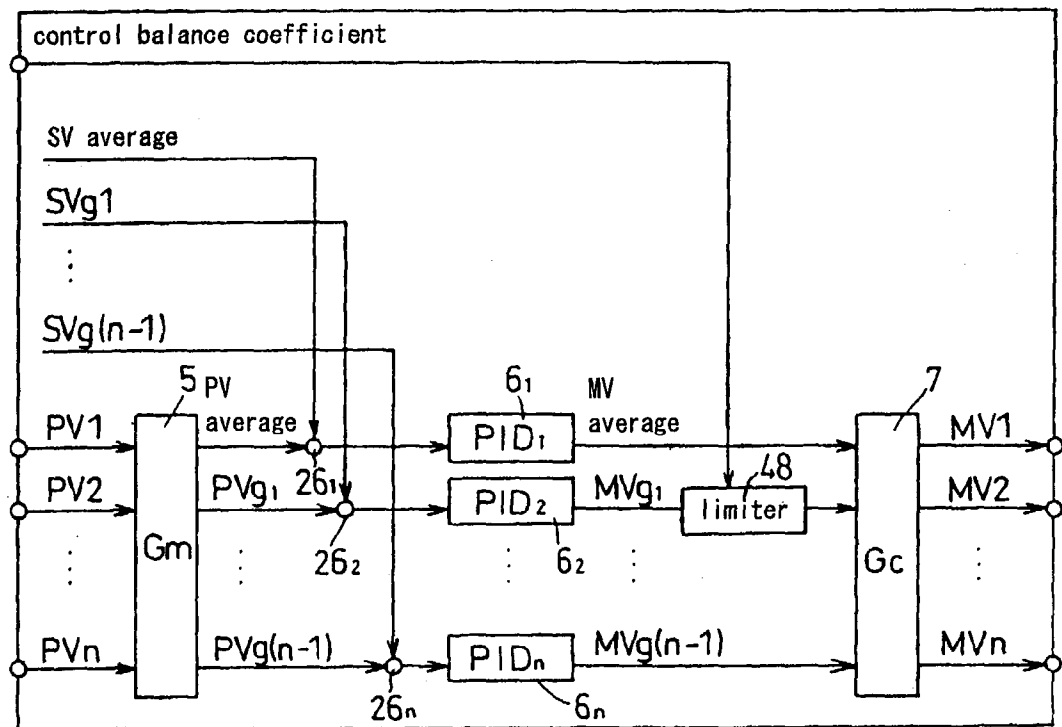 control balance coefficient
SV average
SVg1
⋮
SVg(n-1)
5 PV average 6₁ MV average 7
PV1 PID₁ MV1
26₁ 48
PV2 PVg₁ PID₂ MVg₁ limiter MV2
26₂ 6₂
⋮ Gm ⋮ ⋮ ⋮ Gc ⋮
PVn PVg(n-1) PIDn MVg(n-1) MVn
26n 6n